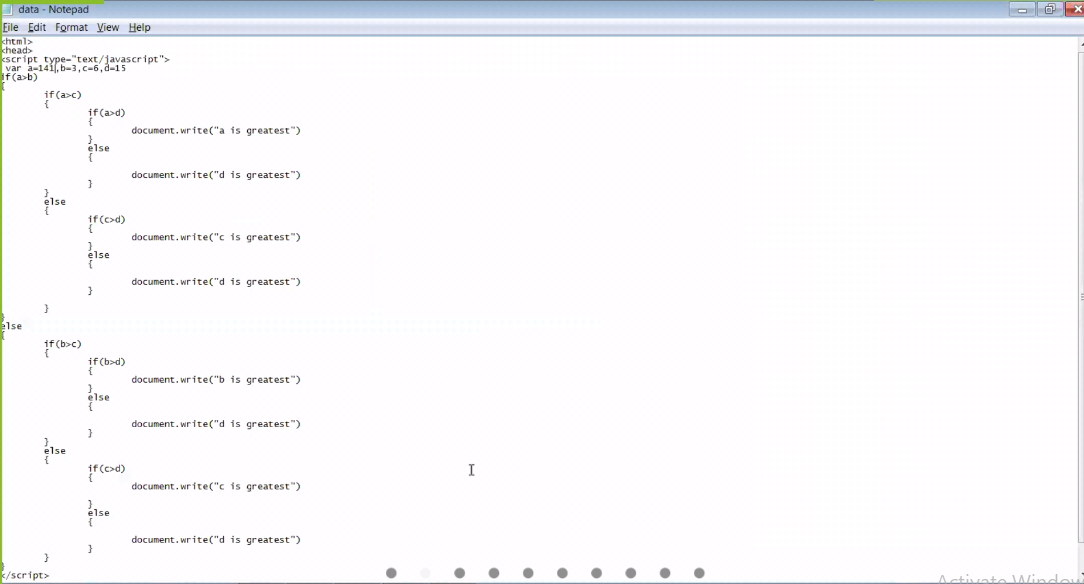 data - Notepad
File Edit Format View Help
<html>
<head>
<script type="text/javascript">
var a=141,b=3,c=6,d=15
if(a>b)
{
if(a>c)
{
if(a>d)
{
document.write("a is greatest")
}
else
{
document.write("d is greatest")
}
}
else
{
if(c>d)
{
document.write("c is greatest")
}
else
{
document.write("d is greatest")
}
}
}
else
{
if(b>c)
{
if(b>d)
{
document.write("b is greatest")
}
else
{
document.write("d is greatest")
}
}
else
{
if(c>d)
{
document.write("c is greatest")
}
else
{
document.write("d is greatest")
}
}
}
</script>
Activate Window